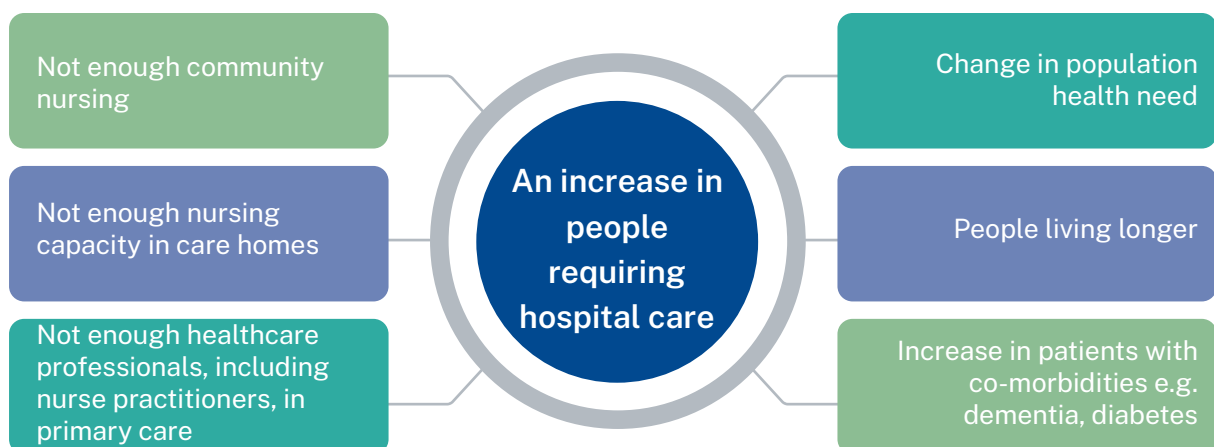 Not enough community
nursing
Not enough nursing
capacity in care homes
Not enough healthcare
professionals, including
nurse practitioners, in
primary care
An increase in
people
requiring
hospital care
Change in population
health need
People living longer
Increase in patients with
co-morbidities e.g.
dementia, diabetes